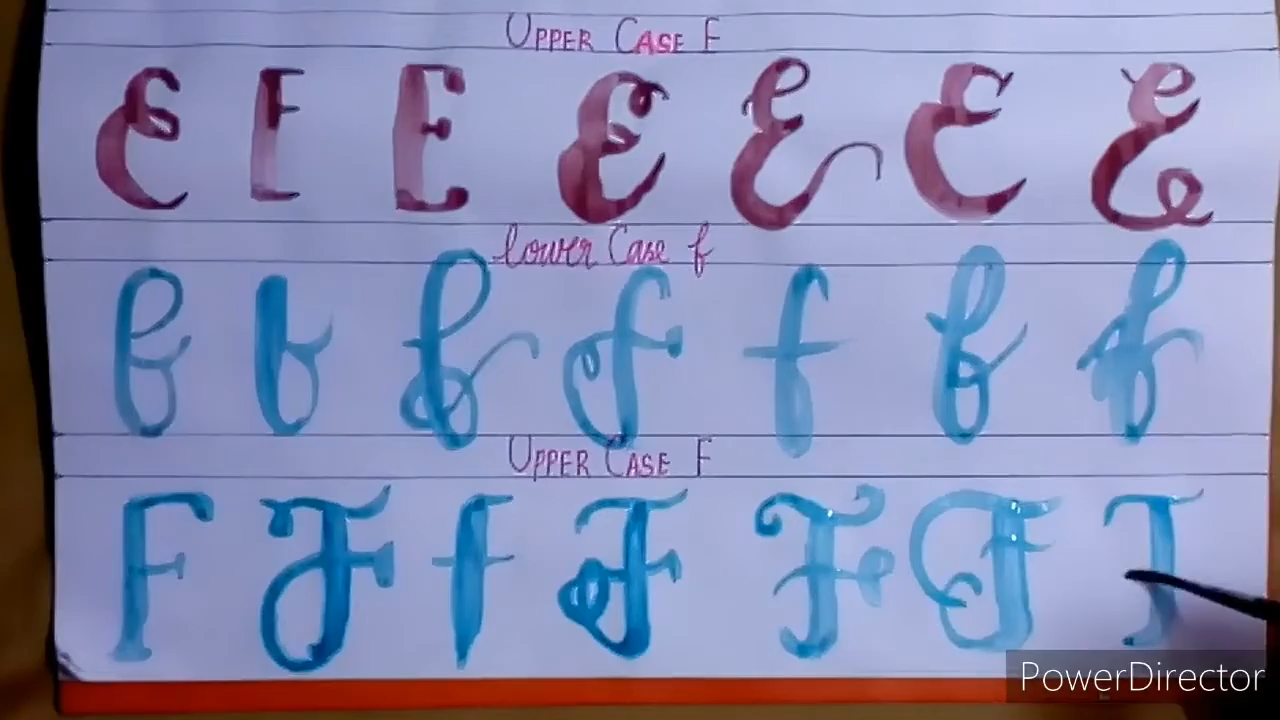 UPPER CASE E
E E E E E E E
lower Case f
f f f f f f f
UPPER CASE F
F F F F F F F
PowerDirector